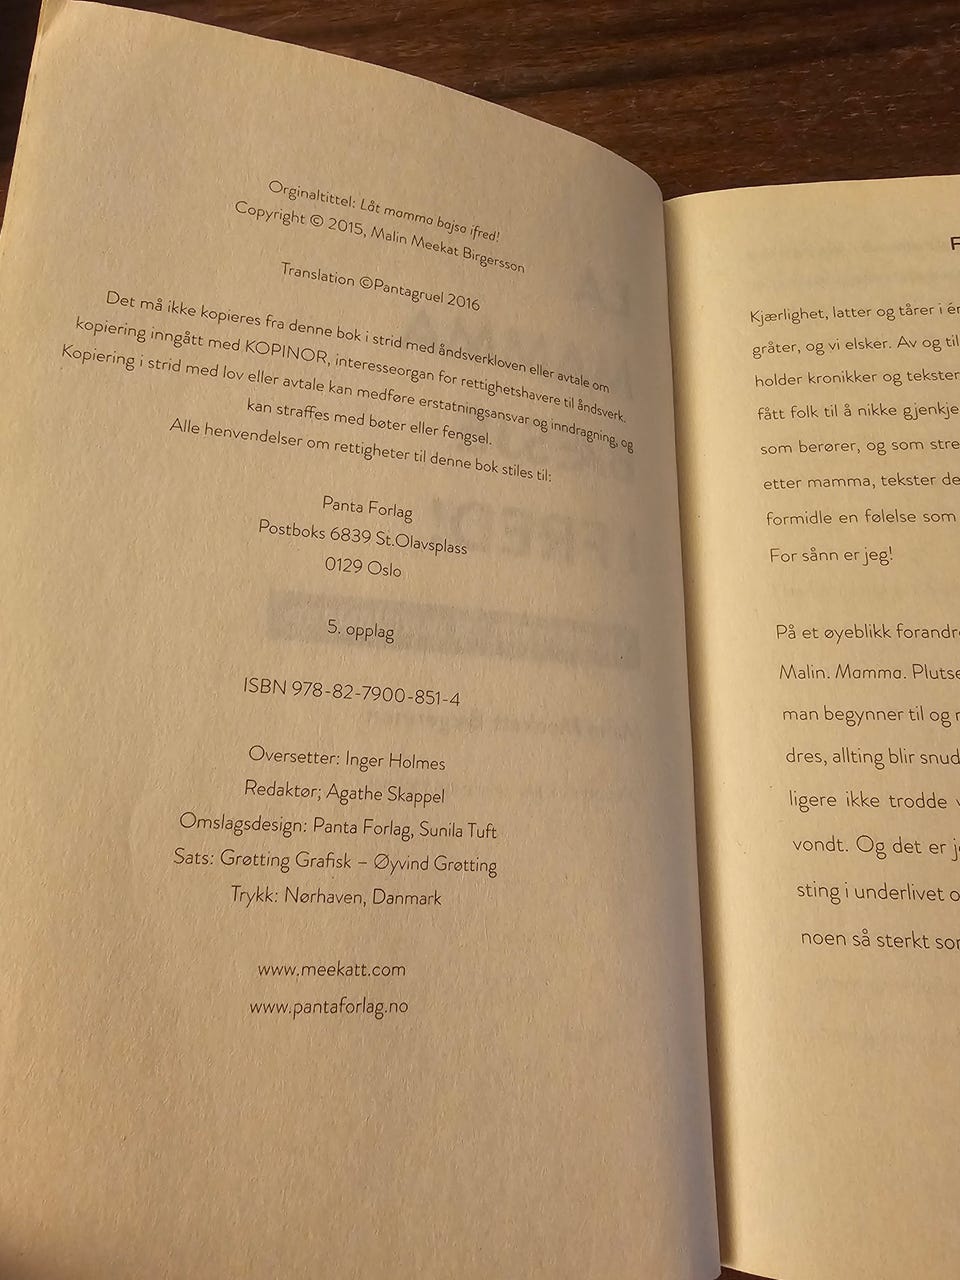 Orginaltittel: Låt mamma bajsa ifred!
Copyright © 2015, Malin Meekat Birgersson
Translation ©Pantagruel 2016
Det må ikke kopieres fra denne bok i strid med åndsverkloven eller avtale om
kopiering inngått med KOPINOR, interesseorgan for rettighetshavere til åndsverk.
Kopiering i strid med lov eller avtale kan medføre erstatningsansvar og inndragning, og
kan straffes med bøter eller fengsel.
Alle henvendelser om rettigheter til denne bok stiles til:
Panta Forlag
Postboks 6839 St.Olavsplass
0129 Oslo
5. opplag
ISBN 978-82-7900-851-4
Oversetter: Inger Holmes
Redaktør; Agathe Skappel
Omslagsdesign: Panta Forlag, Sunila Tuft
Sats: Grøtting Grafisk – Øyvind Grøtting
Trykk: Nørhaven, Danmark
www.meekatt.com
www.pantaforlag.no
Kjærlighet, latter og tårer i
gråter, og vi elsker. Av og til
holder kronikker og tekster
fått folk til å nikke
som berører, og som
etter mamma, tekster
formidle en følelse som
For sånn er jeg!
På et øyeblikk
Malin. Mamma.
man begynner til og
dres, allting blir
ligere ikke trodde
vondt. Og det er
sting i underlivet
noen så sterkt